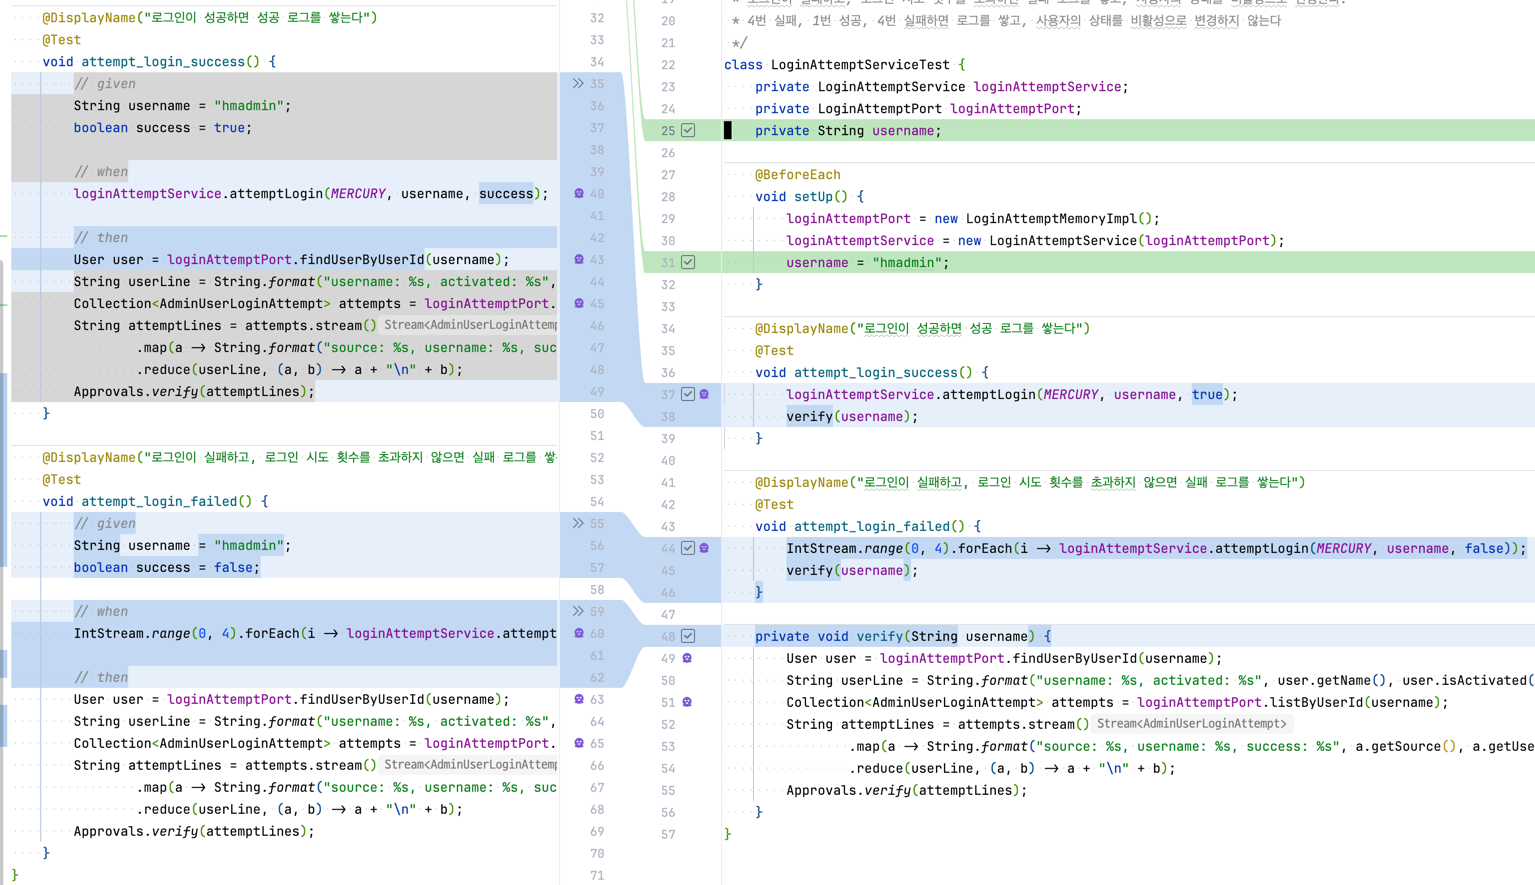 @DisplayName("로그인이 성공하면 성공 로그를 쌓는다")
@Test
void attempt_login_success() {
// given
String username = "hmadmin";
boolean success = true;
// when
loginAttemptService.attemptLogin(MERCURY, username, success);
// then
User user = loginAttemptPort.findUserByUserId(username);
String userLine = String.format("username: %s, activated: %s",
Collection<AdminUserLoginAttempt> attempts = loginAttemptPort.
String attemptLines = attempts.stream() Stream<AdminUserLoginAttemp
.map(a → String.format("source: %s, username: %s, suc
.reduce(userLine, (a, b) → a + "\n" + b);
Approvals.verify(attemptLines);
}
@DisplayName("로그인이 실패하고, 로그인 시도 횟수를 초과하지 않으면 실패 로그를 쌓
@Test
void attempt_login_failed() {
// given
String username = "hmadmin";
boolean success = false;
// when
IntStream.range(0, 4).forEach(i → loginAttemptService.attempt
// then
User user = loginAttemptPort.findUserByUserId(username);
String userLine = String.format("username: %s, activated: %s",
Collection<AdminUserLoginAttempt> attempts = loginAttemptPort.
String attemptLines = attempts.stream() Stream<AdminUserLoginAttemp
.map(a → String.format("source: %s, username: %s, suc
.reduce(userLine, (a, b) → a + "\n" + b);
Approvals.verify(attemptLines);
}
}
32
33
34
35
36
37
38
39
40
41
42
43
44
45
46
47
48
49
50
51
52
53
54
55
56
57
58
59
60
61
62
63
64
65
66
67
68
69
70
71
20 * 4번 실패, 1번 성공, 4번 실패하면 로그를 쌓고, 사용자의 상태를 비활성으로 변경하지 않는다
21 */
22 class LoginAttemptServiceTest {
23 private LoginAttemptService loginAttemptService;
24 private LoginAttemptPort loginAttemptPort;
25 private String username;
26
27 @BeforeEach
28 void setUp() {
29 loginAttemptPort = new LoginAttemptMemoryImpl();
30 loginAttemptService = new LoginAttemptService(loginAttemptPort);
31 username = "hmadmin";
32 }
33
34 @DisplayName("로그인이 성공하면 성공 로그를 쌓는다")
35 @Test
36 void attempt_login_success() {
37 loginAttemptService.attemptLogin(MERCURY, username, true);
38 verify(username);
39 }
40
41 @DisplayName("로그인이 실패하고, 로그인 시도 횟수를 초과하지 않으면 실패 로그를 쌓는다")
42 @Test
43 void attempt_login_failed() {
44 IntStream.range(0, 4).forEach(i → loginAttemptService.attemptLogin(MERCURY, username, false));
45 verify(username);
46 }
47
48 private void verify(String username) {
49 User user = loginAttemptPort.findUserByUserId(username);
50 String userLine = String.format("username: %s, activated: %s", user.getName(), user.isActivated(
51 Collection<AdminUserLoginAttempt> attempts = loginAttemptPort.listByUserId(username);
52 String attemptLines = attempts.stream() Stream<AdminUserLoginAttempt>
53 .map(a → String.format("source: %s, username: %s, success: %s", a.getSource(), a.getUse
54 .reduce(userLine, (a, b) → a + "\n" + b);
55 Approvals.verify(attemptLines);
56 }
57 }